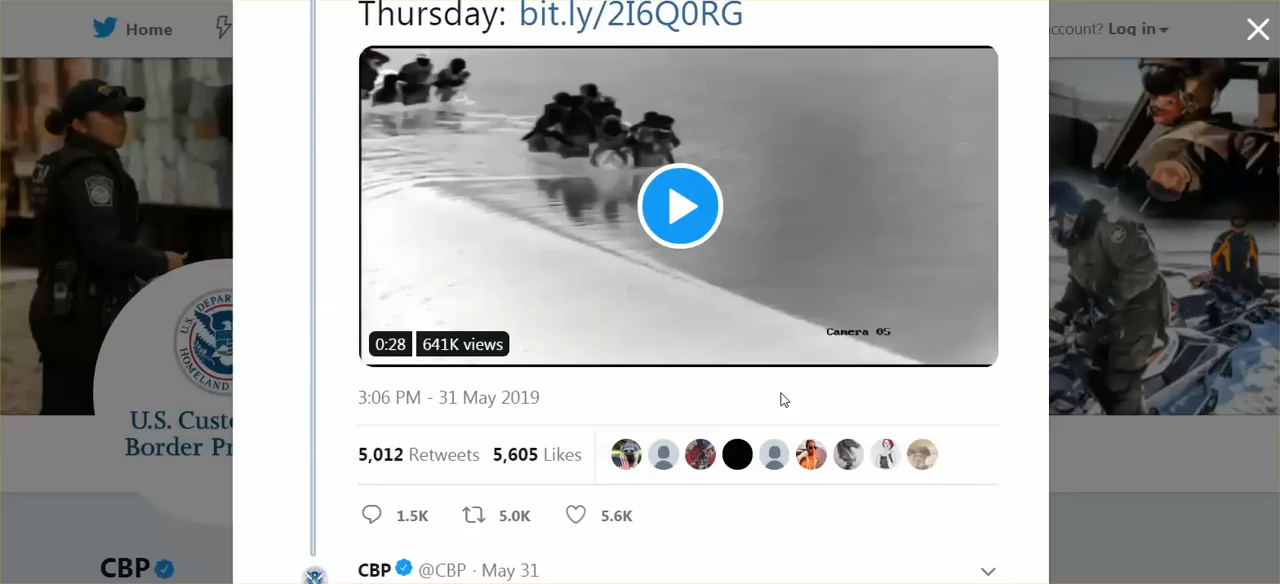 Thursday: bit.ly/2I6Q0RG
Home
ccount? Log in
Camera 05
0:28 641K views
3:06 PM - 31 May 2019
U.S. DEPAR
HOMELAND
U.S. Custo
Border Pr
5,012 Retweets 5,605 Likes
1.5K 5.0K 5.6K
CBP
CBP @CBP · May 31